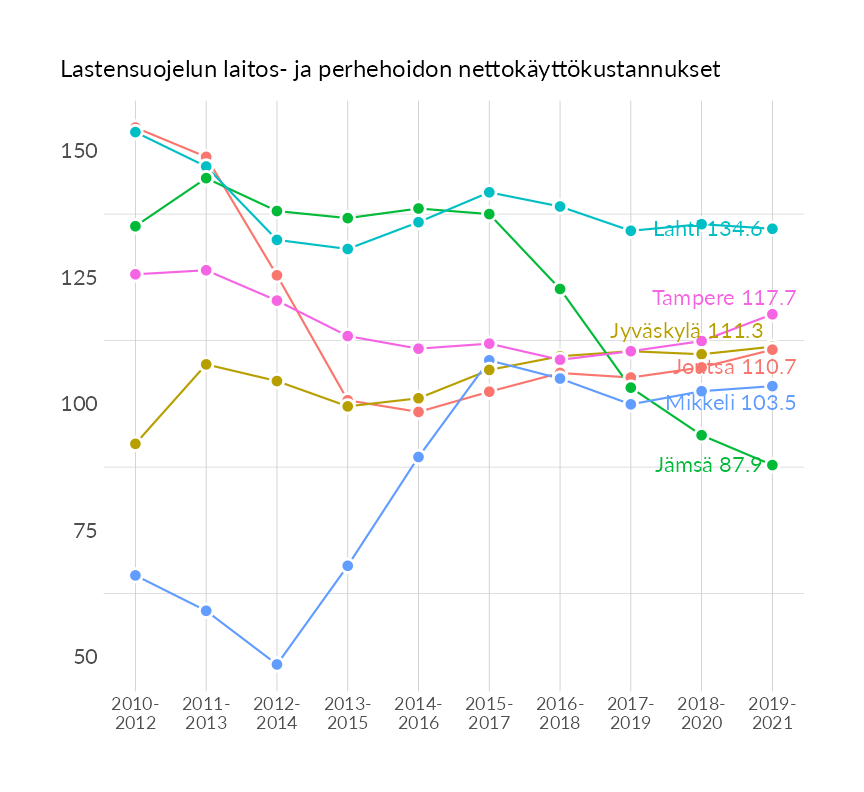 Lastensuojelun laitos- ja perhehoidon nettokäyttökustannukset
150
125
100
75
50
Lahti 134.6
Tampere 117.7
Jyväskylä 111.3
Joutsa 110.7
Mikkeli 103.5
Jämsä 87.9
2010- 2011- 2012- 2013- 2014- 2015- 2016- 2017- 2018- 2019-
2012 2013 2014 2015 2016 2017 2018 2019 2020 2021